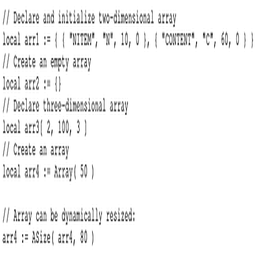 // Declare and initialize two-dimensional array
local arr1 := { { "NITEM", "N", 10, 0 }, { "CONTENT", "C", 60, 0 } }
// Create an empty array
local arr2 := {}
// Declare three-dimensional array
local arr3[ 2, 100, 3 ]
// Create an array
local arr4 := Array( 50 )
// Array can be dynamically resized:
arr4 := ASize( arr4, 80 )